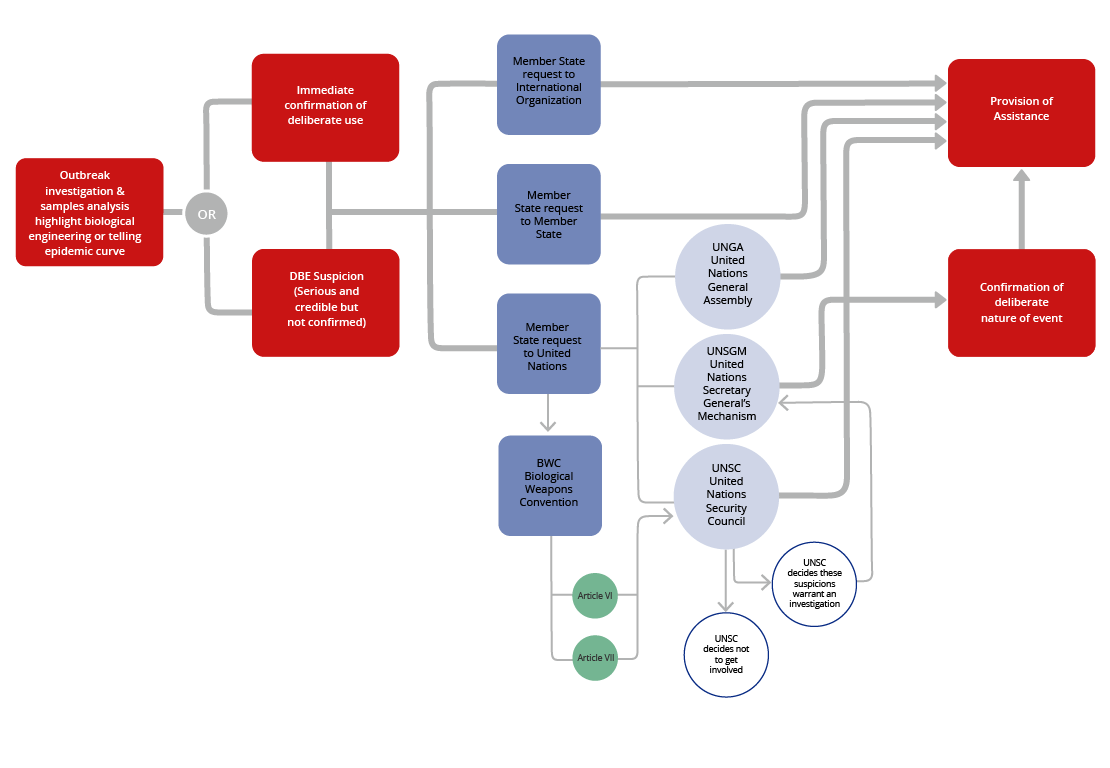 Outbreak
investigation &
samples analysis
highlight biological
engineering or telling
epidemic curve
OR
Immediate
confirmation of
deliberate use
DBE Suspicion
(Serious and
credible but
not confirmed)
Member State
request to
International
Organization
Member
State request
to Member
State
Member
State request
to United
Nations
BWC
Biological
Weapons
Convention
Article VI
Article VII
UNGA
United
Nations
General
Assembly
UNSGM
United
Nations
Secretary
General’s
Mechanism
UNSC
United
Nations
Security
Council
UNSC
decides these
suspicions
warrant an
investigation
UNSC
decides not
to get
involved
Provision of
Assistance
Confirmation of
deliberate
nature of event